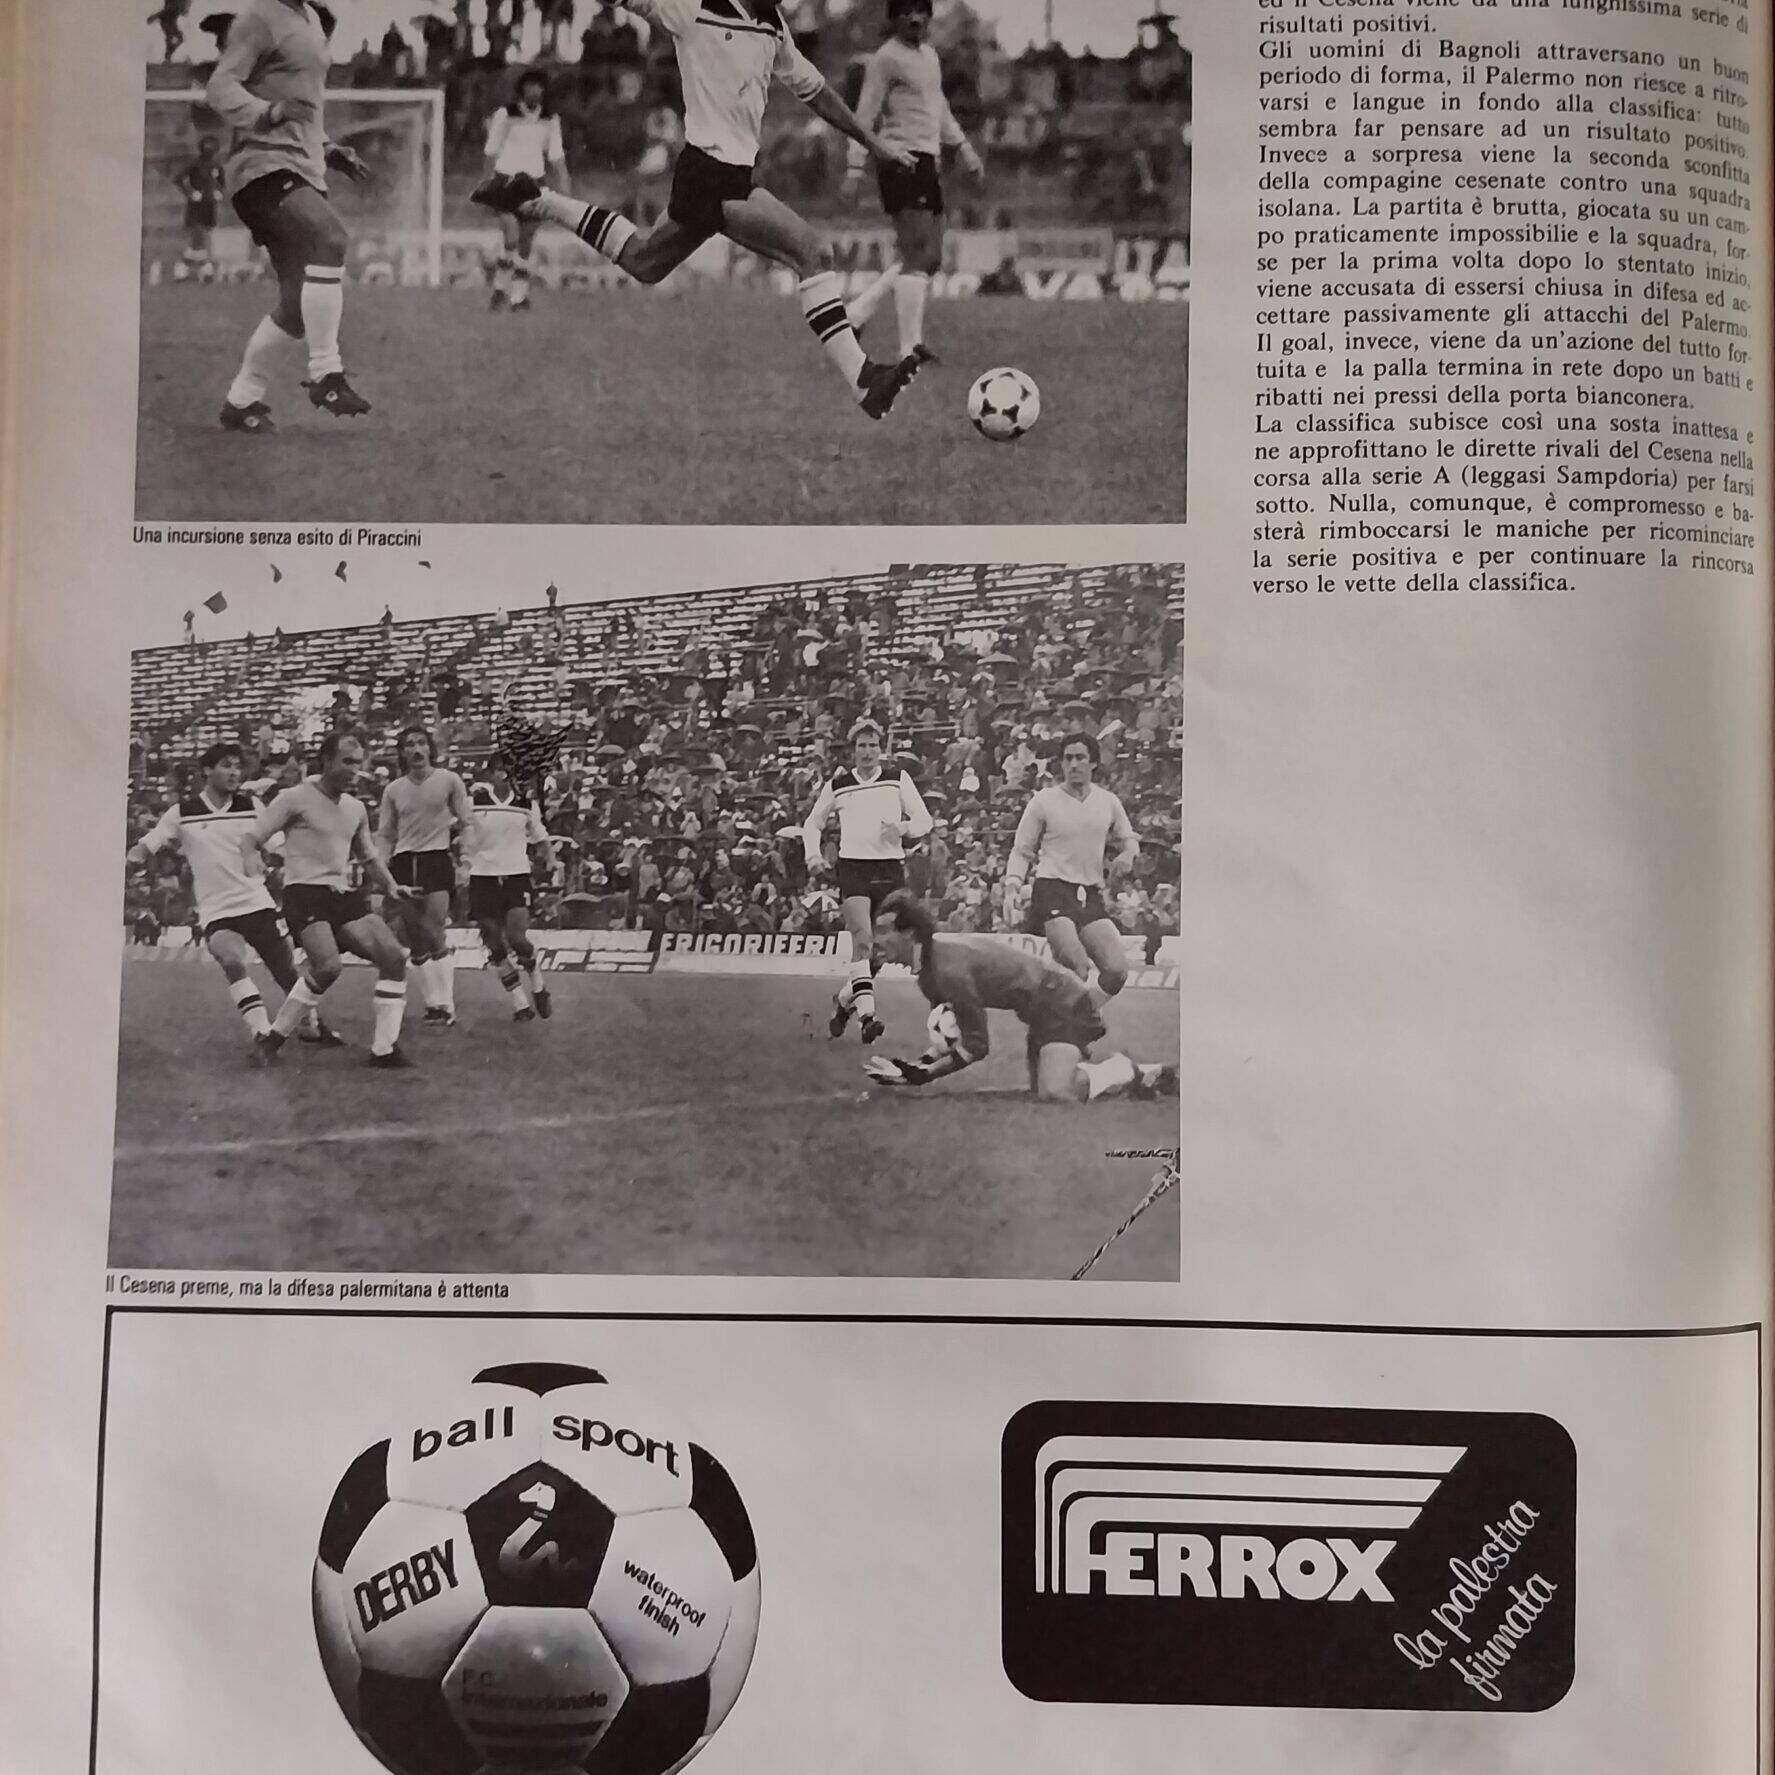 ed il Cesena viene da una lunghissima serie di
risultati positivi.
Gli uomini di Bagnoli attraversano un buon
periodo di forma, il Palermo non riesce a ritro-
varsi e langue in fondo alla classifica: tutto
sembra far pensare ad un risultato positivo.
Invece a sorpresa viene la seconda sconfitta
della compagine cesenate contro una squadra
isolana. La partita è brutta, giocata su un cam-
po praticamente impossibilie e la squadra, for-
se per la prima volta dopo lo stentato inizio,
viene accusata di essersi chiusa in difesa ed ac-
cettare passivamente gli attacchi del Palermo.
Il goal, invece, viene da un'azione del tutto for-
tuita e la palla termina in rete dopo un batti e
ribatti nei pressi della porta bianconera.
La classifica subisce così una sosta inattesa e
ne approfittano le dirette rivali del Cesena nella
corsa alla serie A (leggasi Sampdoria) per farsi
sotto. Nulla, comunque, è compromesso e ba-
sterà rimboccarsi le maniche per ricominciare
la serie positiva e per continuare la rincorsa
verso le vette della classifica.
Una incursione senza esito di Piraccini
FRIGORIFERI
Il Cesena preme, ma la difesa palermitana è attenta
ball sport
DERBY
waterproof
finish
F.C.
Internazionale
FERROX
la palestra
firmata